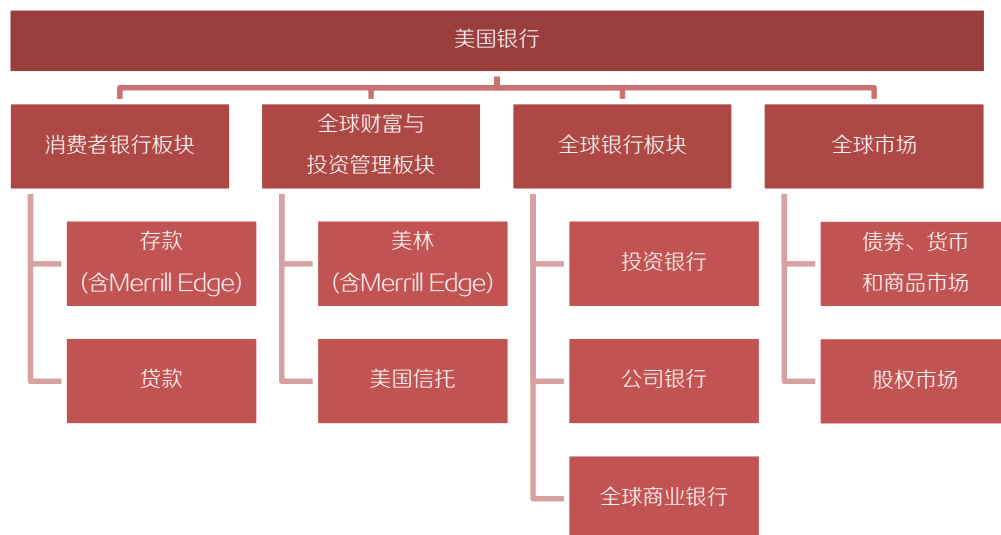 美国银行
消费者银行板块
全球财富与
投资管理板块
全球银行板块
全球市场
存款
（含Merrill Edge）
美林
（含Merrill Edge）
投资银行
债券、货币
和商品市场
贷款
美国信托
公司银行
股权市场
全球商业银行